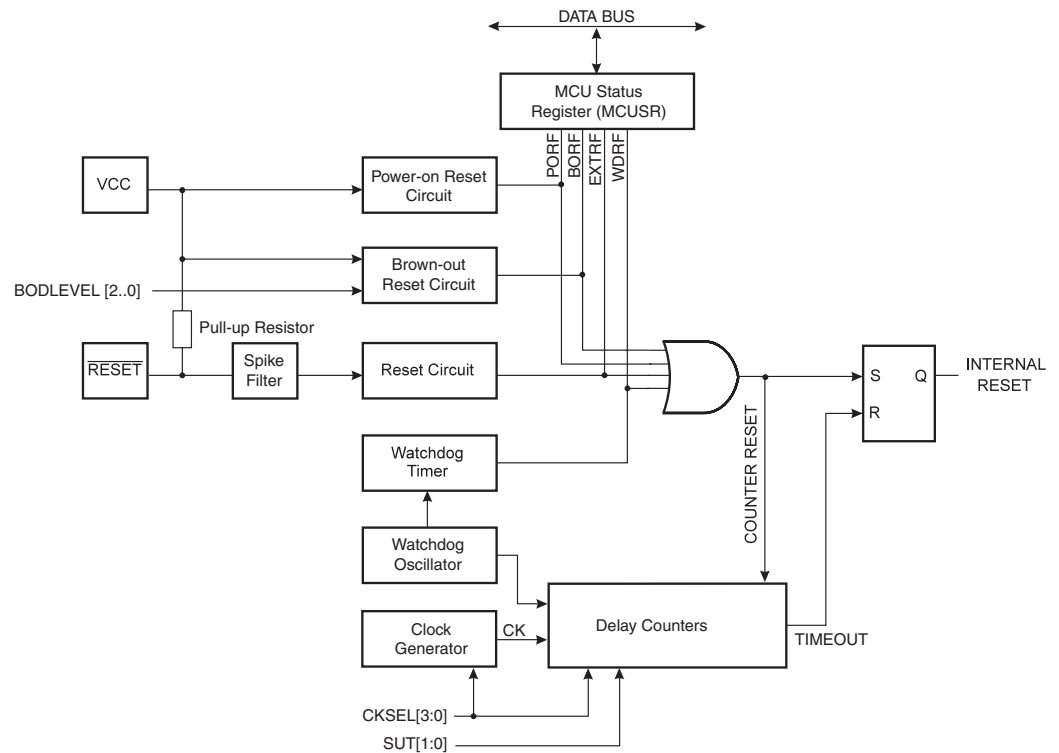 DATA BUS
MCU Status
Register (MCUSR)
PORF
BORF
EXTRF
WDRF
VCC
Power-on Reset
Circuit
Brown-out
Reset Circuit
BODLEVEL [2..0]
Pull-up Resistor
RESET
Spike
Filter
Reset Circuit
S
Q
R
INTERNAL
RESET
COUNTER RESET
Watchdog
Timer
Watchdog
Oscillator
Clock
Generator
CK
Delay Counters
TIMEOUT
CKSEL[3:0]
SUT[1:0]